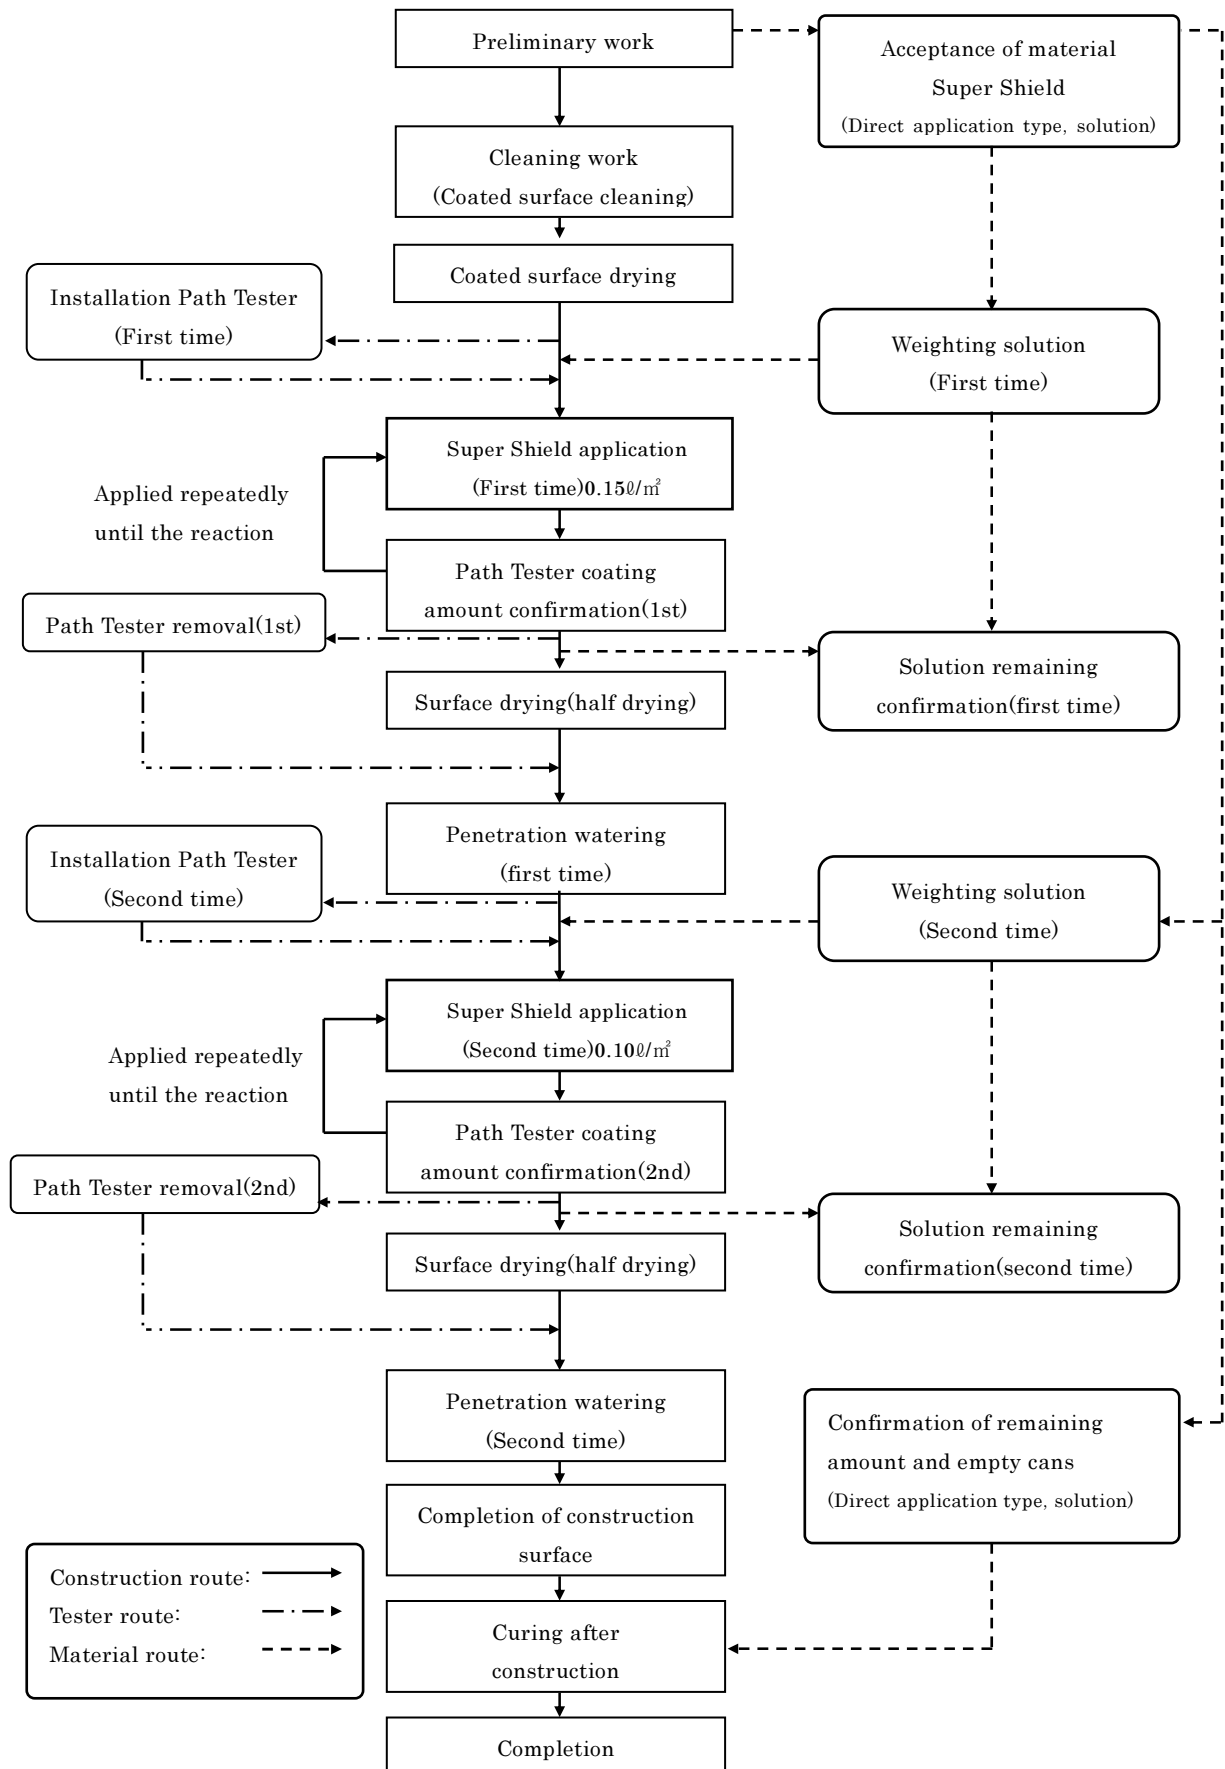 Preliminary work
Acceptance of material
Super Shield
(Direct application type, solution)
Cleaning work
(Coated surface cleaning)
Coated surface drying
Installation Path Tester
(First time)
Weighting solution
(First time)
Super Shield application
(First time)0.15ℓ/㎡
Applied repeatedly
until the reaction
Path Tester coating
amount confirmation(1st)
Path Tester removal(1st)
Solution remaining
confirmation(first time)
Surface drying(half drying)
Penetration watering
(first time)
Installation Path Tester
(Second time)
Weighting solution
(Second time)
Super Shield application
(Second time)0.10ℓ/㎡
Applied repeatedly
until the reaction
Path Tester coating
amount confirmation(2nd)
Path Tester removal(2nd)
Solution remaining
confirmation(second time)
Surface drying(half drying)
Penetration watering
(Second time)
Confirmation of remaining
amount and empty cans
(Direct application type, solution)
Completion of construction
surface
Construction route:
Tester route:
Material route:
Curing after
construction
Completion